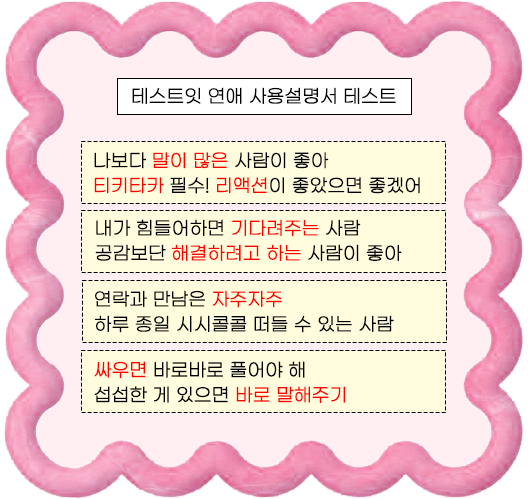 테스트잇 연애 사용설명서 테스트
나보다 말이 많은 사람이 좋아
티키타카 필수! 리액션이 좋았으면 좋겠어
내가 힘들어하면 기다려주는 사람
공감보단 해결하려고 하는 사람이 좋아
연락과 만남은 자주자주
하루 종일 시시콜콜 떠들 수 있는 사람
싸우면 바로바로 풀어야 해
섭섭한 게 있으면 바로 말해주기